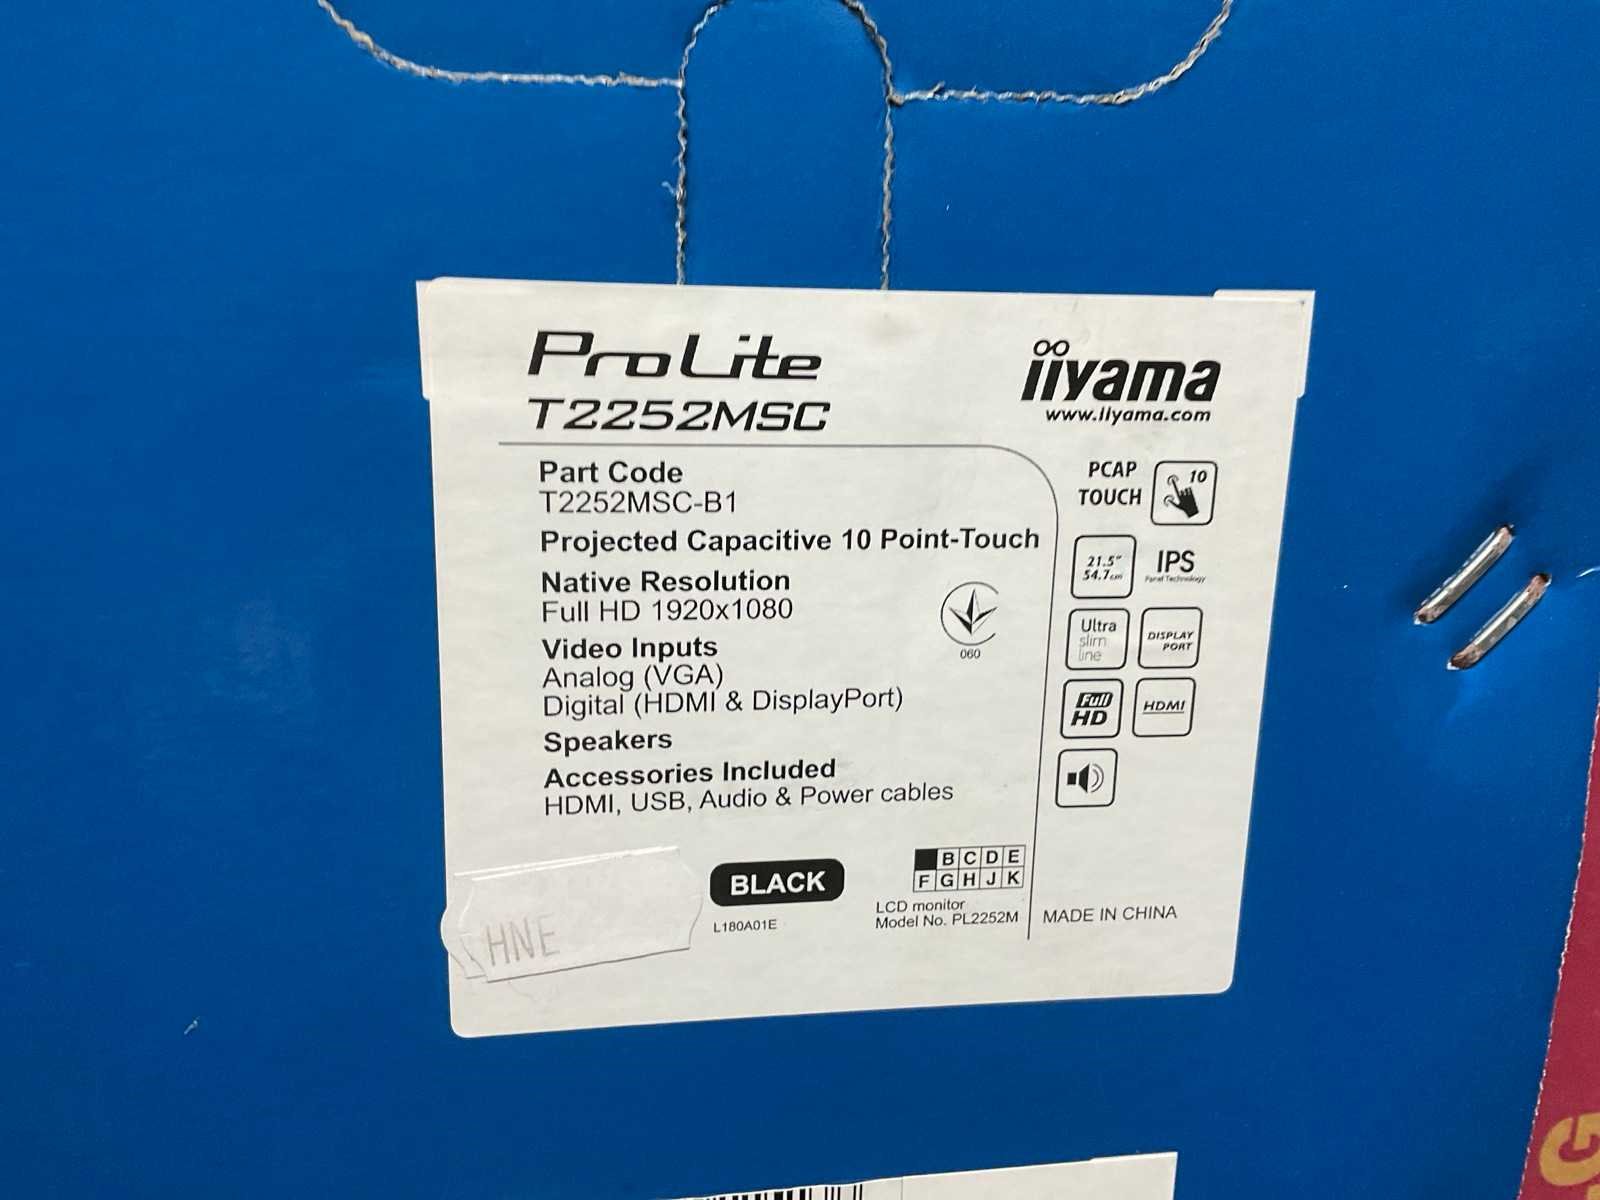 ProLite
T2252MSC
iiyama
www.iiyama.com
Part Code
T2252MSC-B1
Projected Capacitive 10 Point-Touch
Native Resolution
Full HD 1920x1080
Video Inputs
Analog (VGA)
Digital (HDMI & DisplayPort)
Speakers
Accessories Included
HDMI, USB, Audio & Power cables
060
PCAP
TOUCH
10
21.5"
54.7cm
IPS
Panel Technology
Ultra
slim
line
DISPLAY
PORT
Full
HD
HDMI
HNE
BLACK
L180A01E
B C D E
F G H J K
LCD monitor
Model No. PL2252M
MADE IN CHINA
G